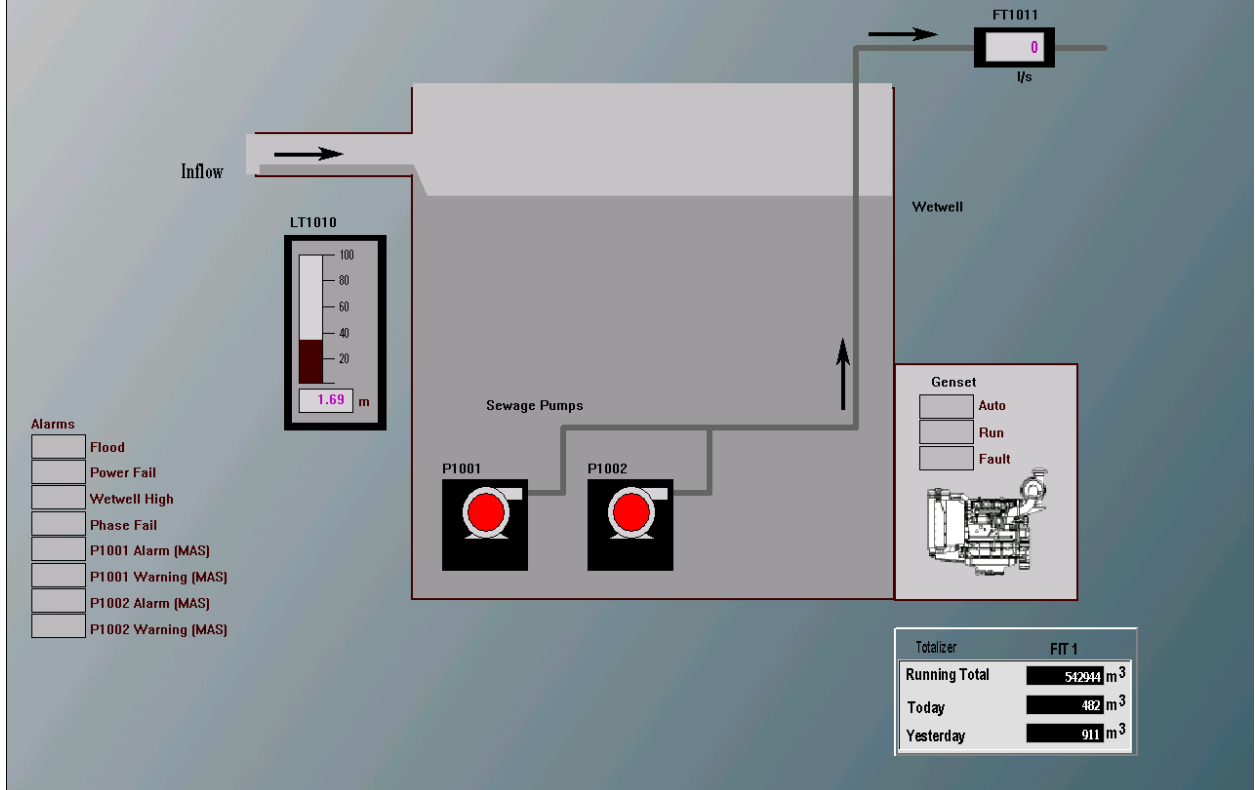 FT1011
0
l/s
Inflow
Wetwell
LT1010
100
80
60
40
20
1.69 m
Sewage Pumps
P1001
P1002
Genset
Auto
Run
Fault
Alarms
Flood
Power Fail
Wetwell High
Phase Fail
P1001 Alarm (MAS)
P1001 Warning (MAS)
P1002 Alarm (MAS)
P1002 Warning (MAS)
Totalizer FIT 1
Running Total 542944 m3
Today 482 m3
Yesterday 911 m3